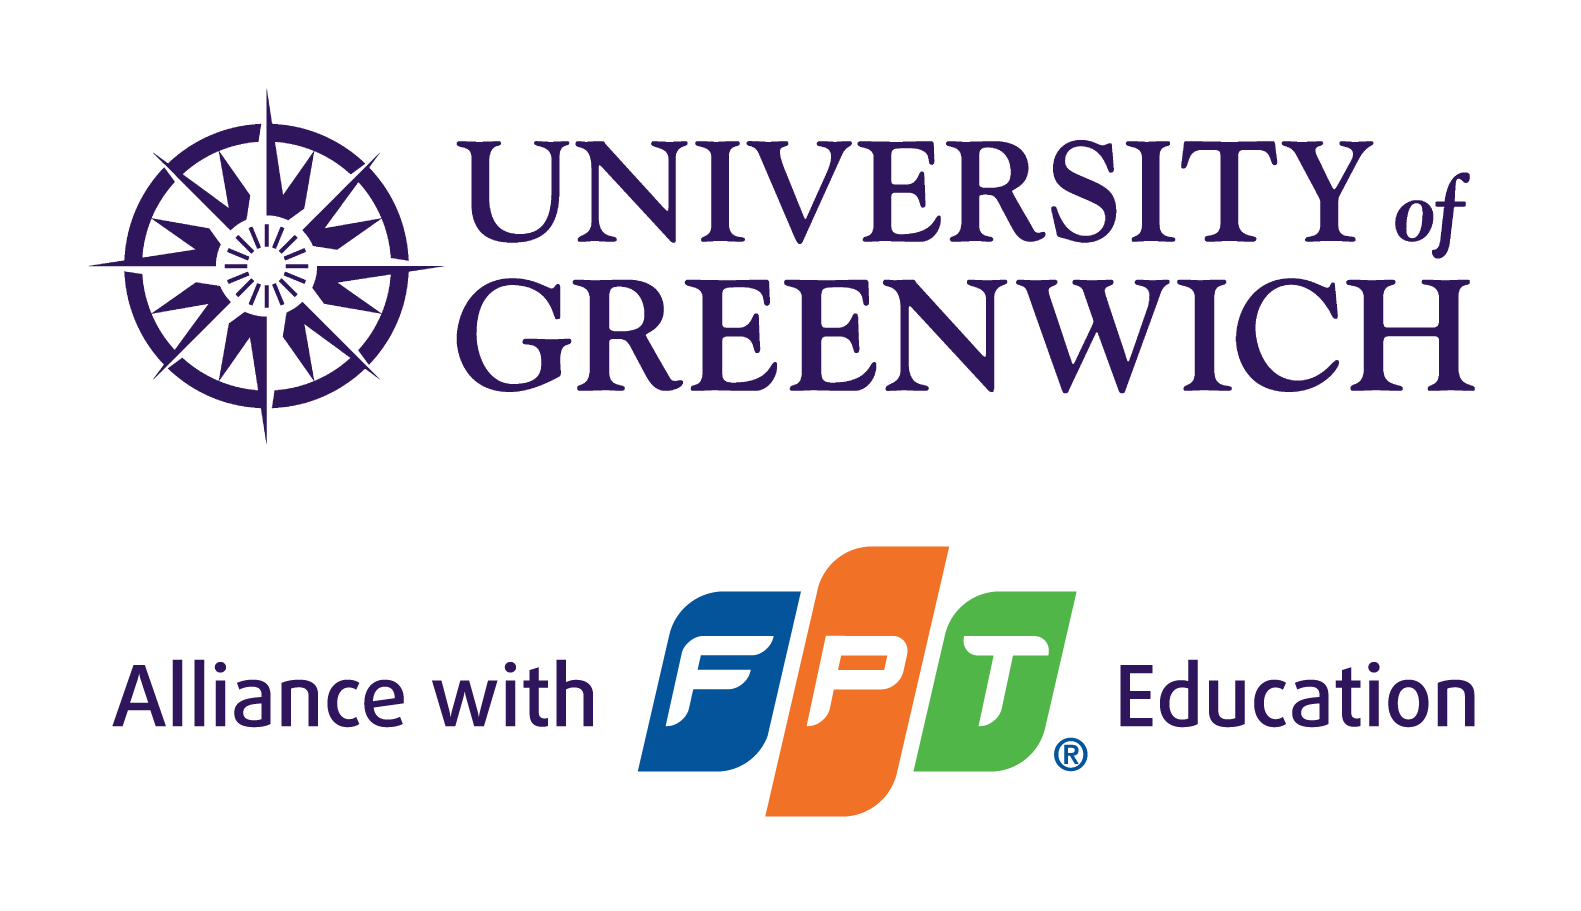 UNIVERSITY of
GREENWICH
Alliance with FPT® Education